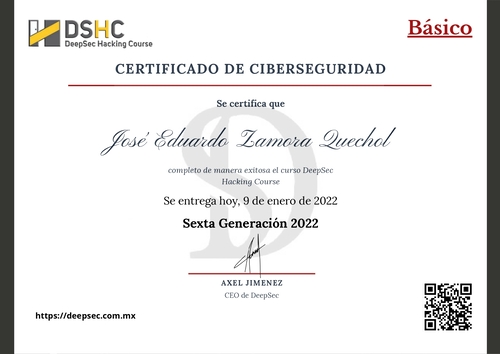 DSHC
DeepSec Hacking Course
Básico
CERTIFICADO DE CIBERSEGURIDAD
Se certifica que
José Eduardo Zamora Quechol
completo de manera exitosa el curso DeepSec
Hacking Course
Se entrega hoy, 9 de enero de 2022
Sexta Generación 2022
AXEL JIMENEZ
CEO de DeepSec
https://deepsec.com.mx